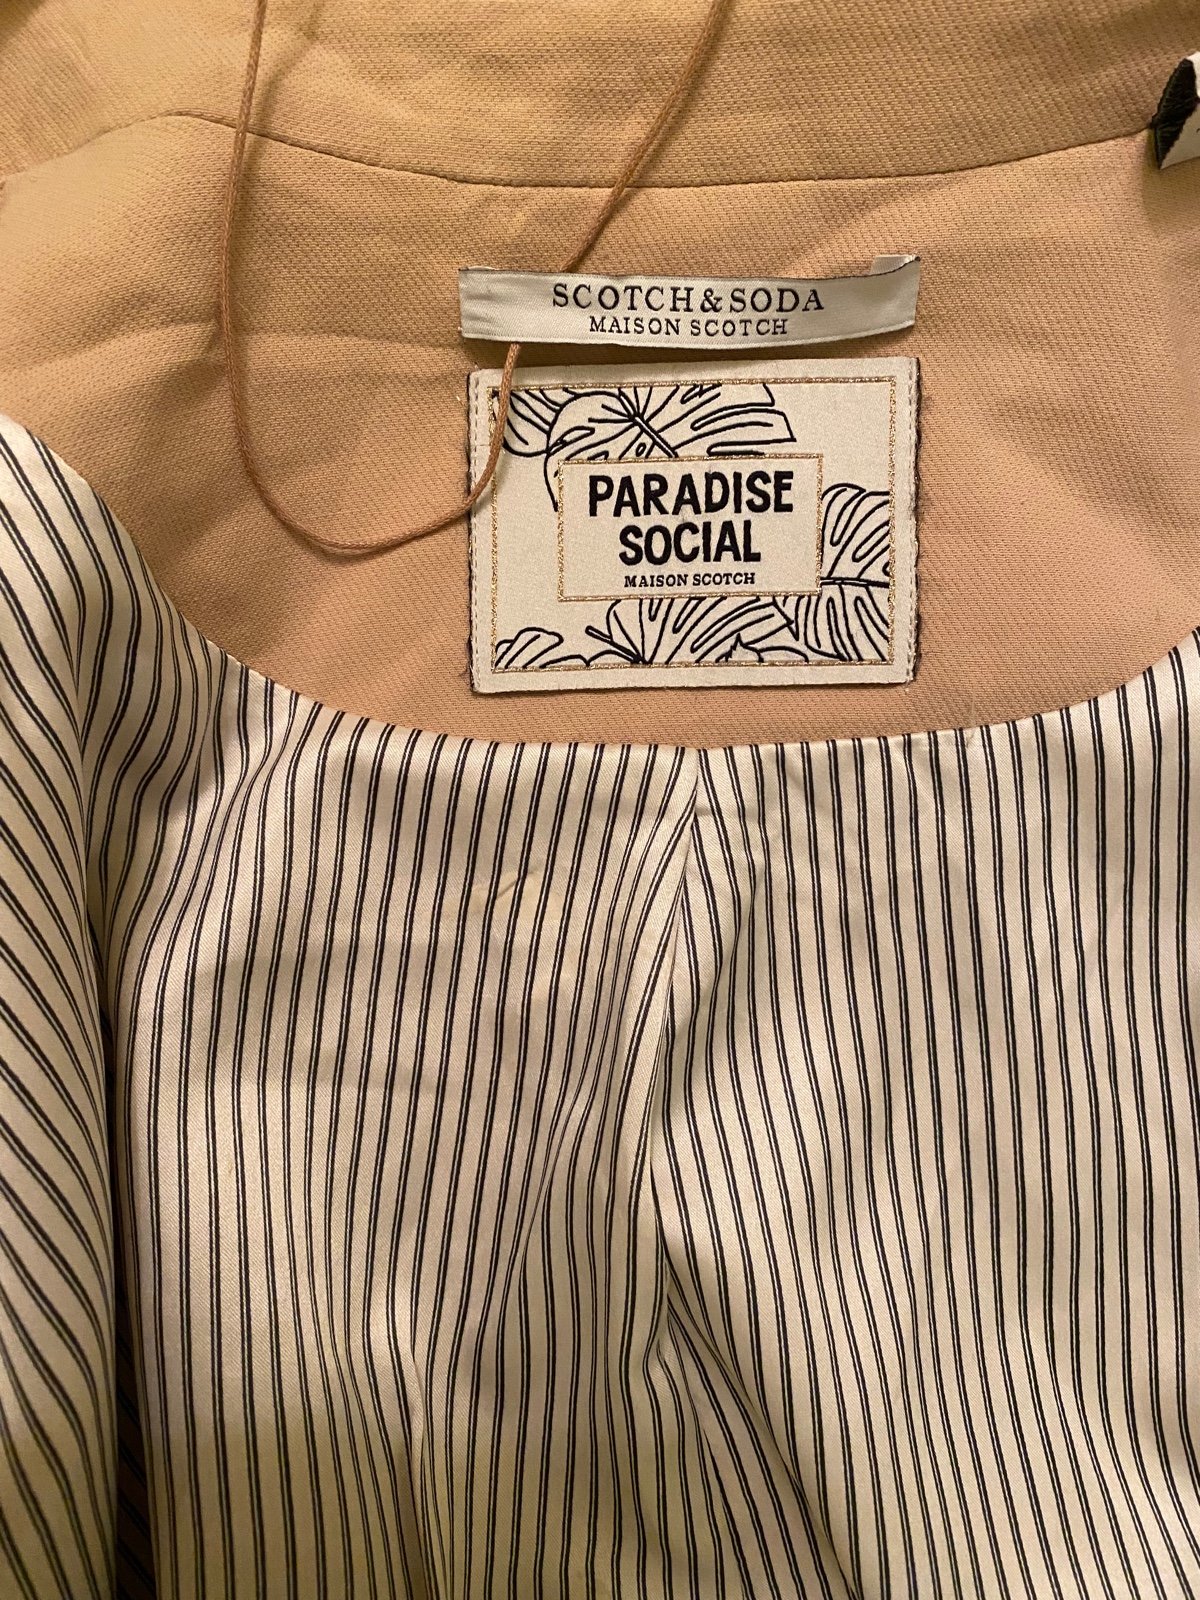 SCOTCH & SODA
MAISON SCOTCH
PARADISE
SOCIAL
MAISON SCOTCH